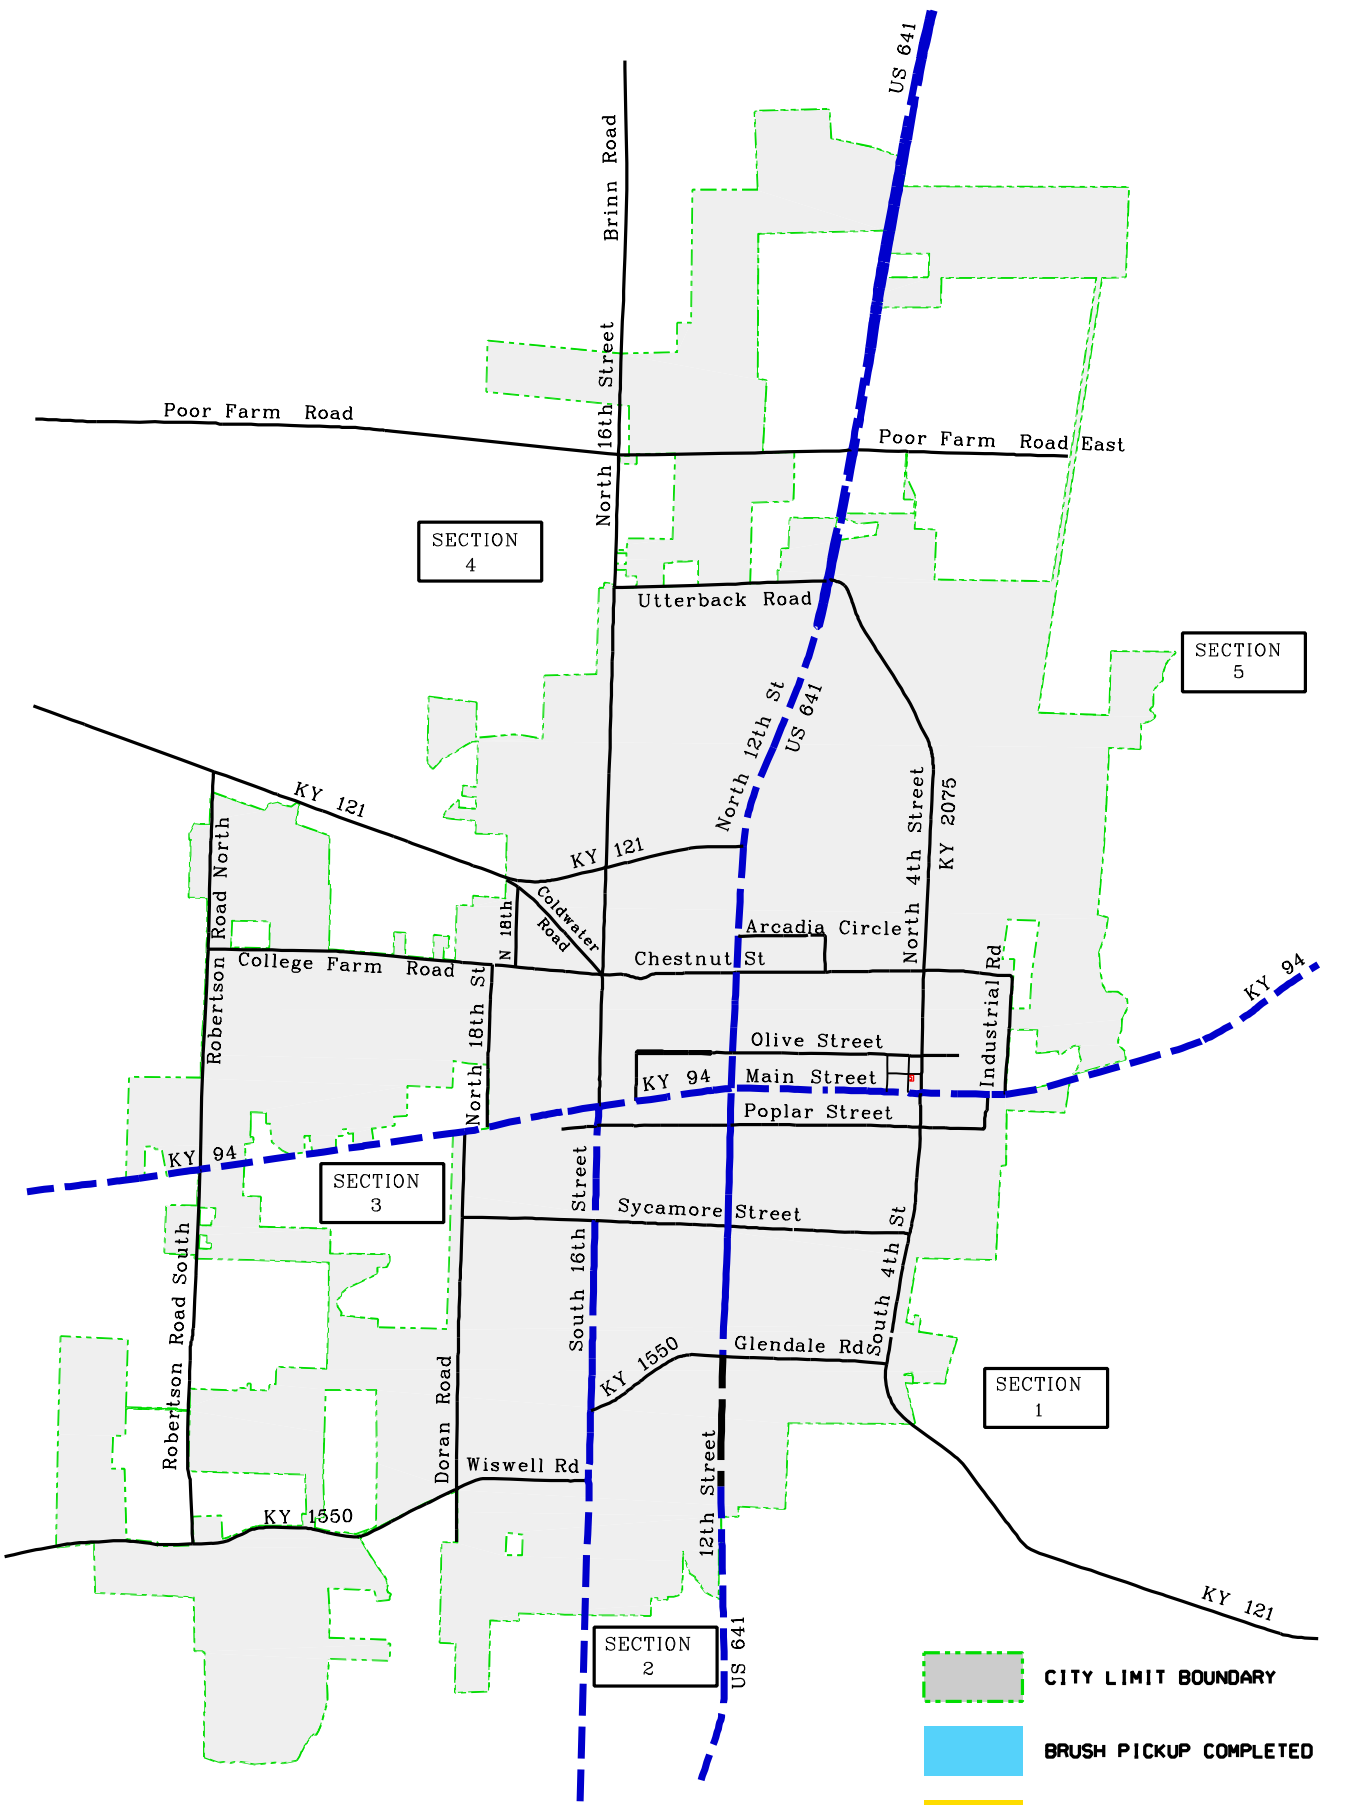 US 641
Brinn Road
North 16th Street
Poor Farm Road
Poor Farm Road East
SECTION
4
Utterback Road
SECTION
5
North 12th St
US 641
KY 121
KY 121
North 4th Street
KY 2075
Robertson Road North
N 18th
Coldwater
Road
Arcadia Circle
College Farm Road
Chestnut St
Industrial Rd
KY 94
North 18th St
Olive Street
KY 94
Main Street
Poplar Street
KY 94
SECTION
3
South 16th Street
Sycamore Street
South 4th St
Robertson Road South
Glendale Rd
KY 1550
Doran Road
SECTION
1
Wiswell Rd
12th Street
KY 1550
KY 121
SECTION
2
US 641
CITY LIMIT BOUNDARY
BRUSH PICKUP COMPLETED